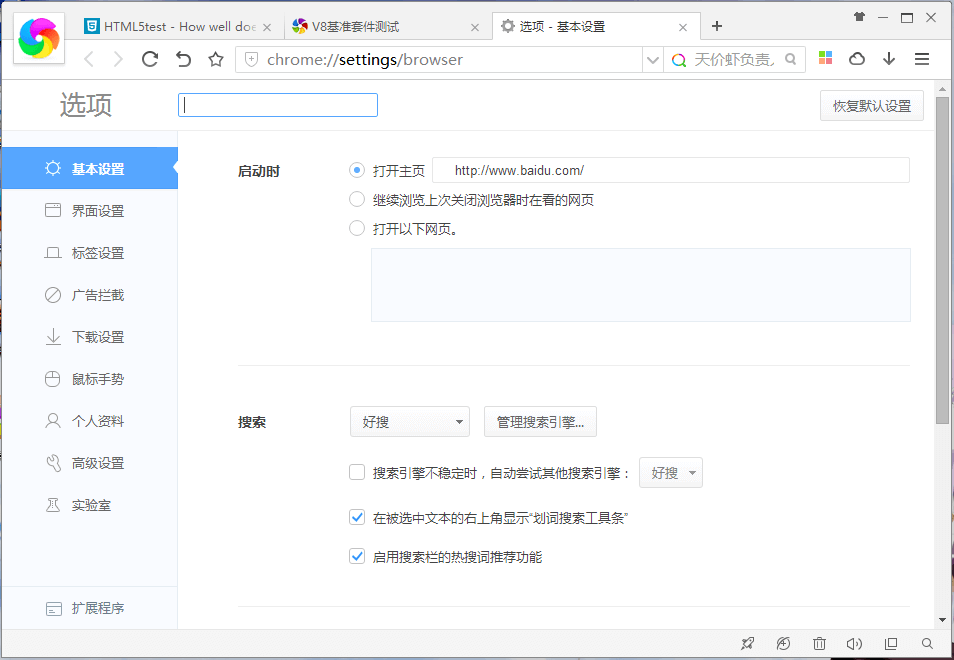 HTML5test - How well doe
V8基准套件测试
选项 - 基本设置
chrome://settings/browser
天价虾负责人
选项
恢复默认设置
基本设置
界面设置
标签设置
广告拦截
下载设置
鼠标手势
个人资料
高级设置
实验室
扩展程序
启动时
打开主页
http://www.baidu.com/
继续浏览上次关闭浏览器时在看的网页
打开以下网页。
搜索
好搜
管理搜索引擎...
搜索引擎不稳定时，自动尝试其他搜索引擎：
好搜
在被选中文本的右上角显示“划词搜索工具条”
启用搜索栏的热搜词推荐功能